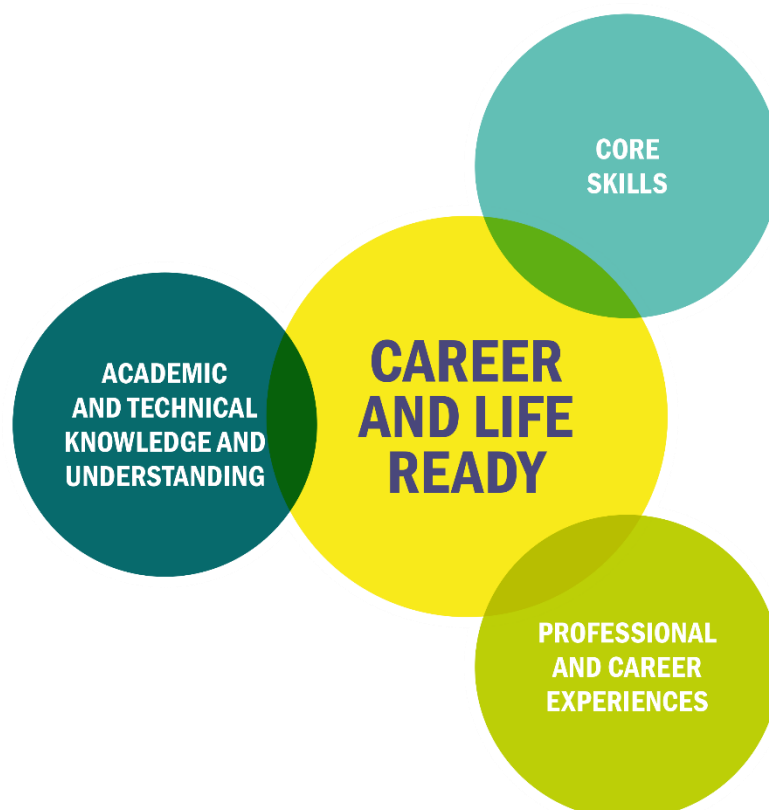 CORE
SKILLS
CAREER
AND LIFE
READY
ACADEMIC
AND TECHNICAL
KNOWLEDGE AND
UNDERSTANDING
PROFESSIONAL
AND CAREER
EXPERIENCES